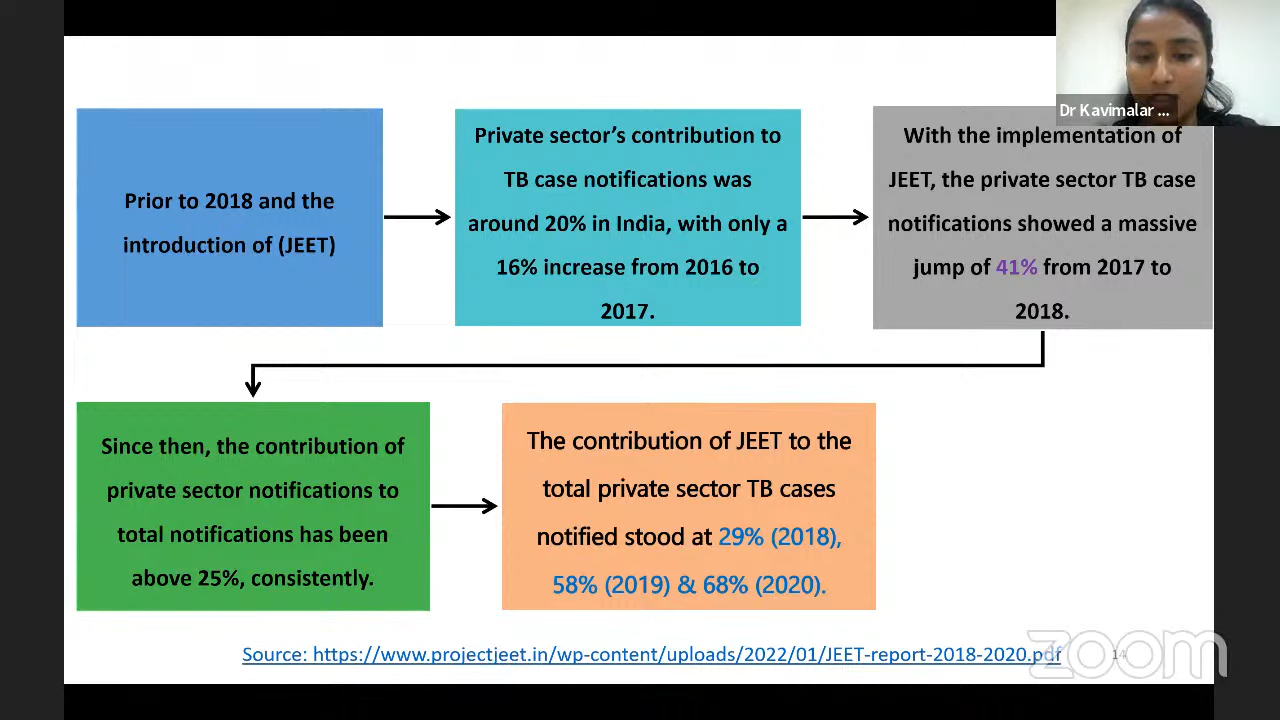 Dr Kavimalar ...
Prior to 2018 and the
introduction of (JEET)
Private sector’s contribution to
TB case notifications was
around 20% in India, with only a
16% increase from 2016 to
2017.
With the implementation of
JEET, the private sector TB case
notifications showed a massive
jump of 41% from 2017 to
2018.
Since then, the contribution of
private sector notifications to
total notifications has been
above 25%, consistently.
The contribution of JEET to the
total private sector TB cases
notified stood at 29% (2018),
58% (2019) & 68% (2020).
Source: https://www.projectjeet.in/wp-content/uploads/2022/01/JEET-report-2018-2020.pdf
14
zoom